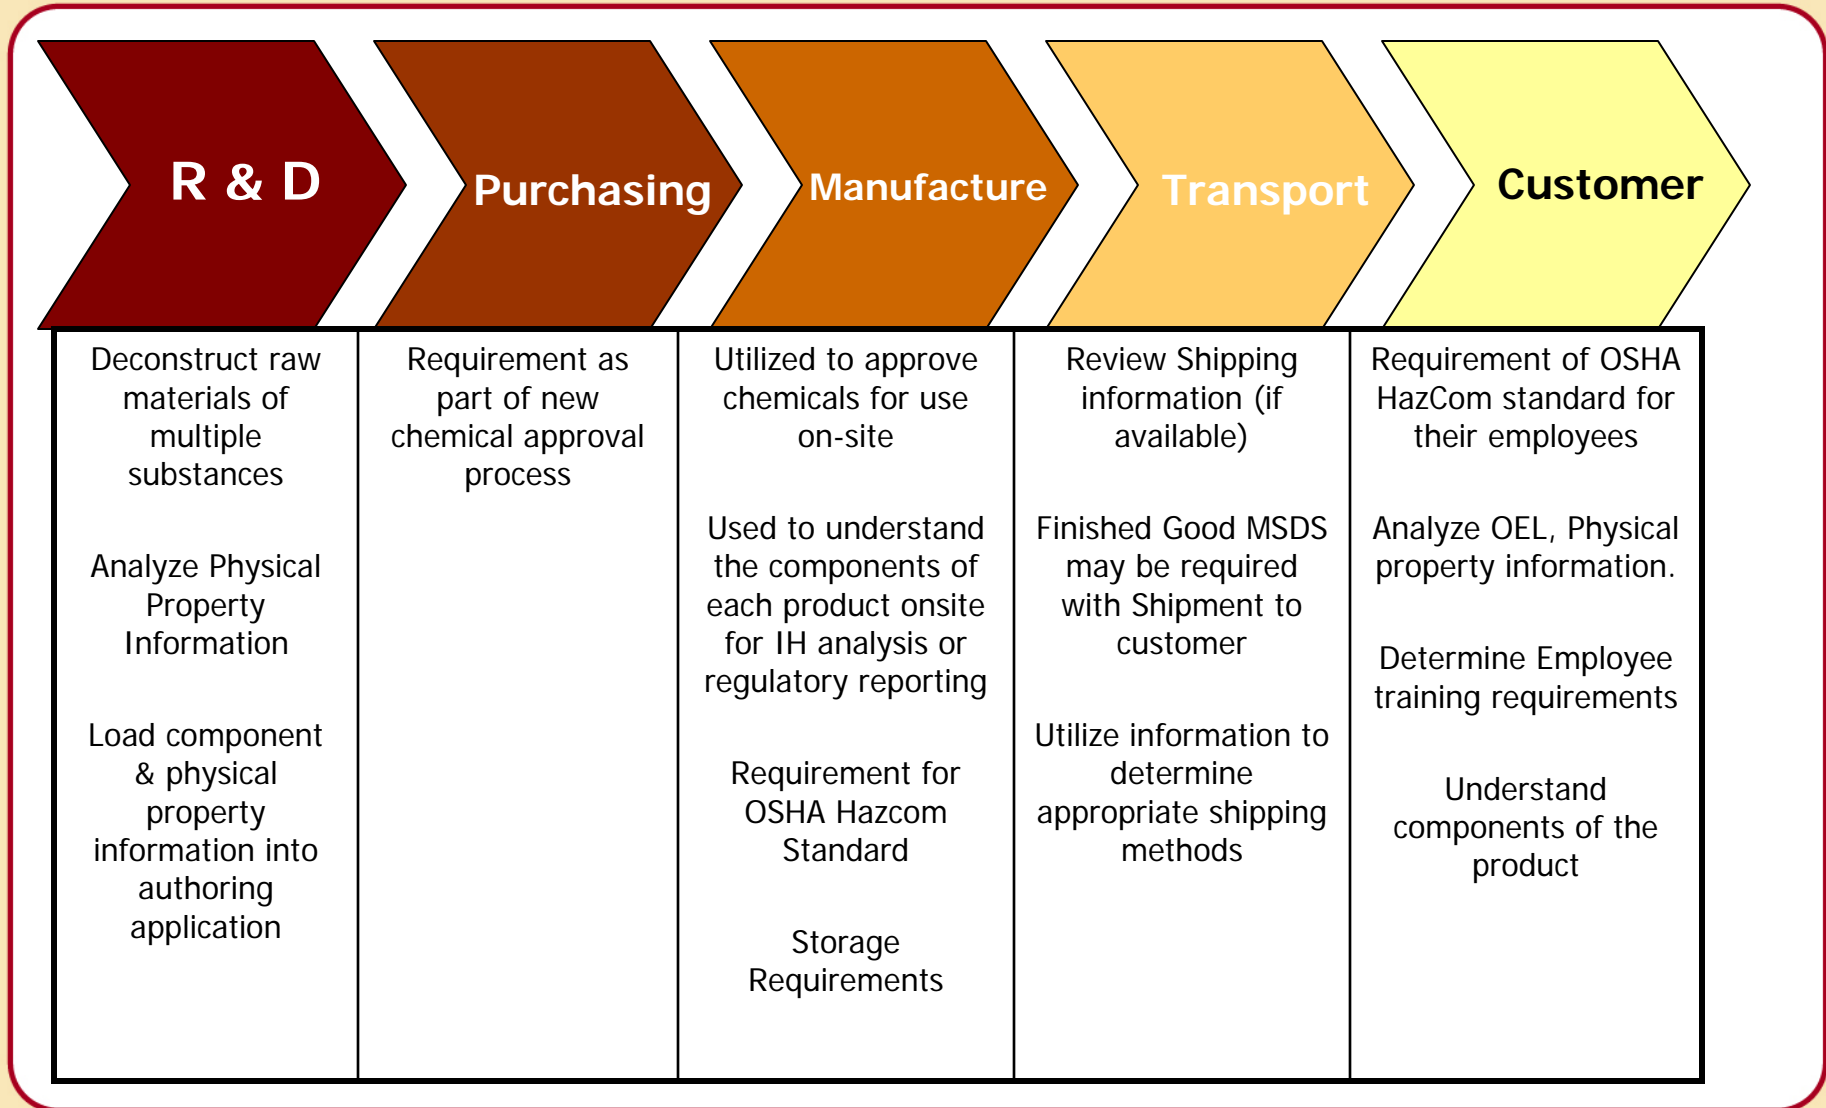 R & D
Purchasing
Manufacture
Transport
Customer
Deconstruct raw
materials of
multiple
substances
Analyze Physical
Property
Information
Load component
& physical
property
information into
authoring
application
Requirement as
part of new
chemical approval
process
Utilized to approve
chemicals for use
on-site
Used to understand
the components of
each product onsite
for IH analysis or
regulatory reporting
Requirement for
OSHA Hazcom
Standard
Storage
Requirements
Review Shipping
information (if
available)
Finished Good MSDS
may be required
with Shipment to
customer
Utilize information to
determine
appropriate shipping
methods
Requirement of OSHA
HazCom standard for
their employees
Analyze OEL, Physical
property information.
Determine Employee
training requirements
Understand
components of the
product